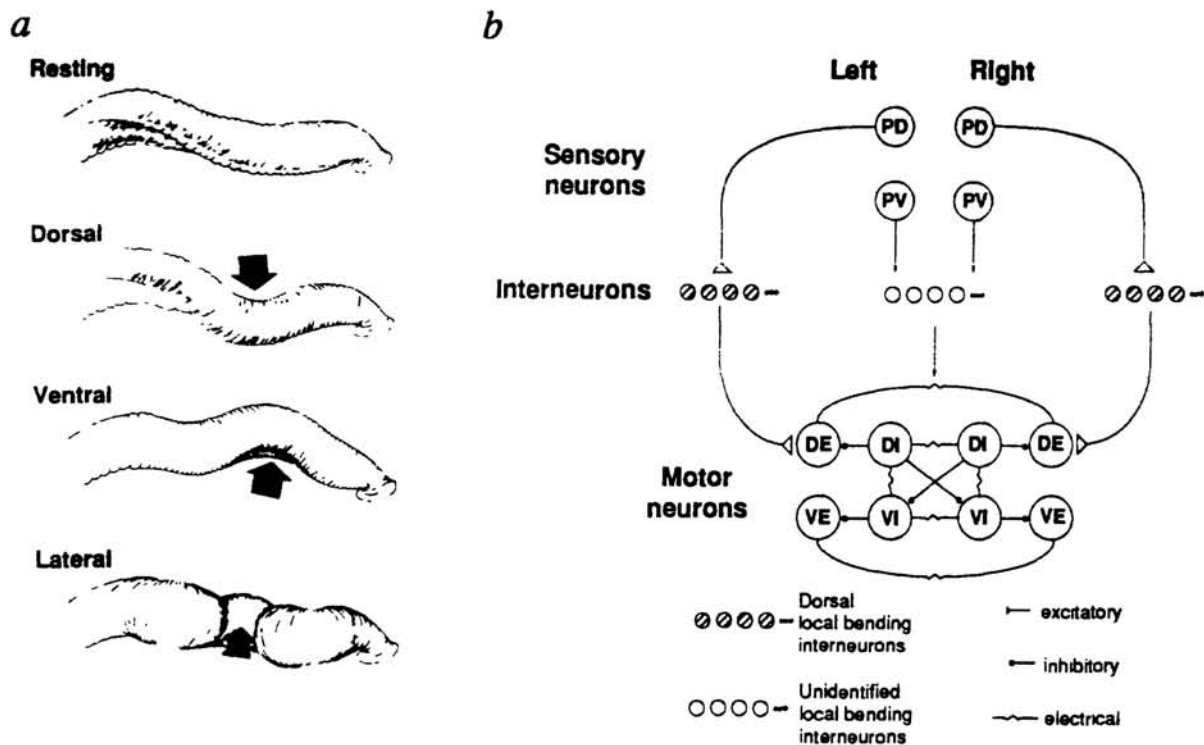 a
Resting
Dorsal
Ventral
Lateral
b
Left Right
PD PD
Sensory
neurons
PV PV
Interneurons
DE DI DI DE
Motor
neurons
VE VI VI VE
Dorsal
local bending
interneurons
Unidentified
local bending
interneurons
excitatory
inhibitory
electrical